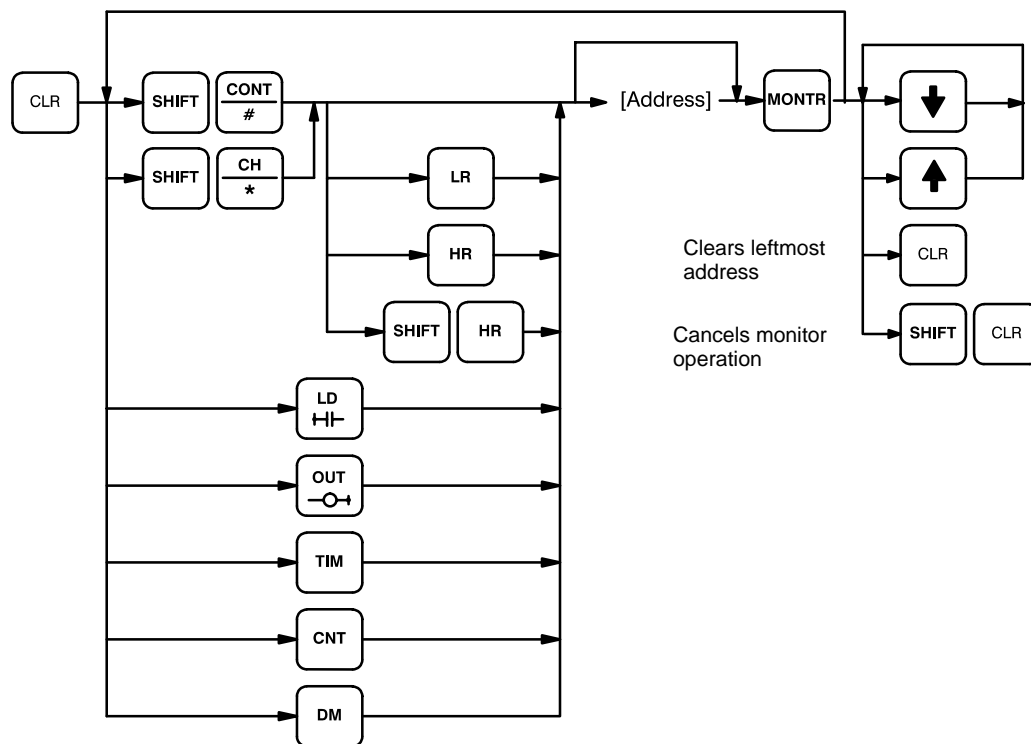 CLR SHIFT CONT # [Address] MONTR
SHIFT CH *
LR
HR
Clears leftmost
address
CLR
SHIFT HR
Cancels monitor
operation
SHIFT CLR
LD
OUT
TIM
CNT
DM